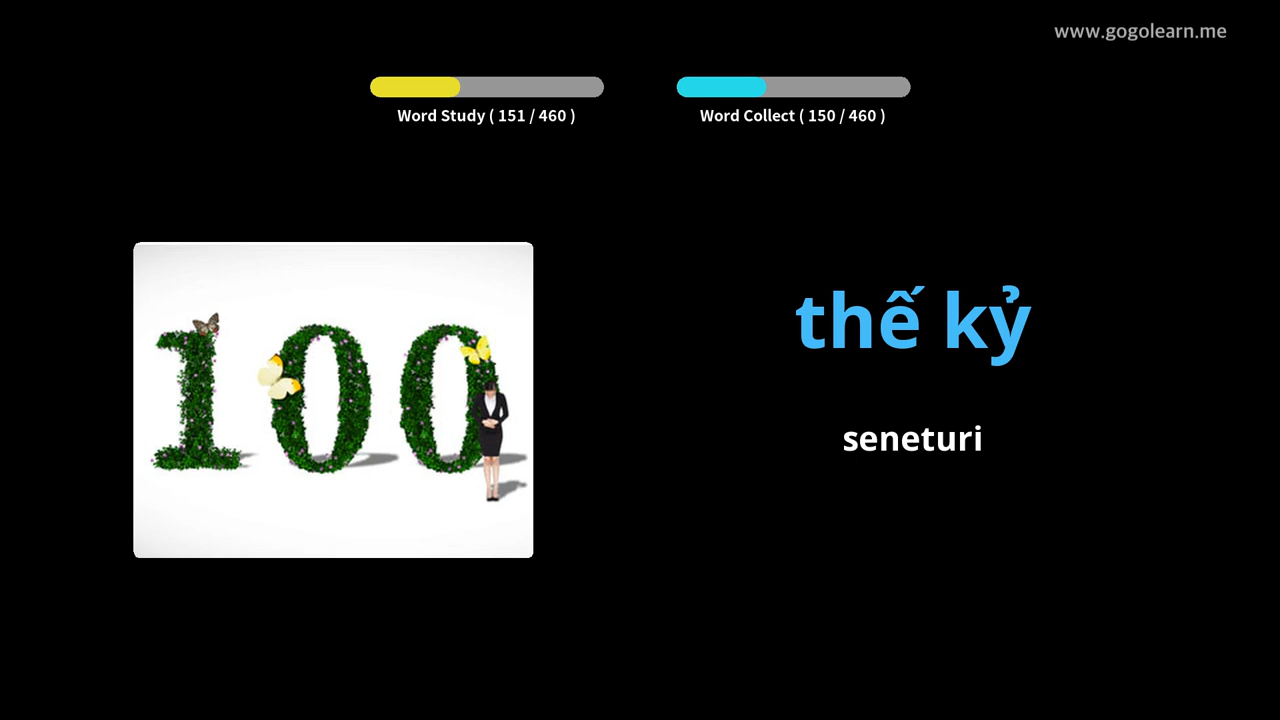 www.gogolearn.me
Word Study ( 151 / 460 )
Word Collect ( 150 / 460 )
100
thế kỷ
seneturi